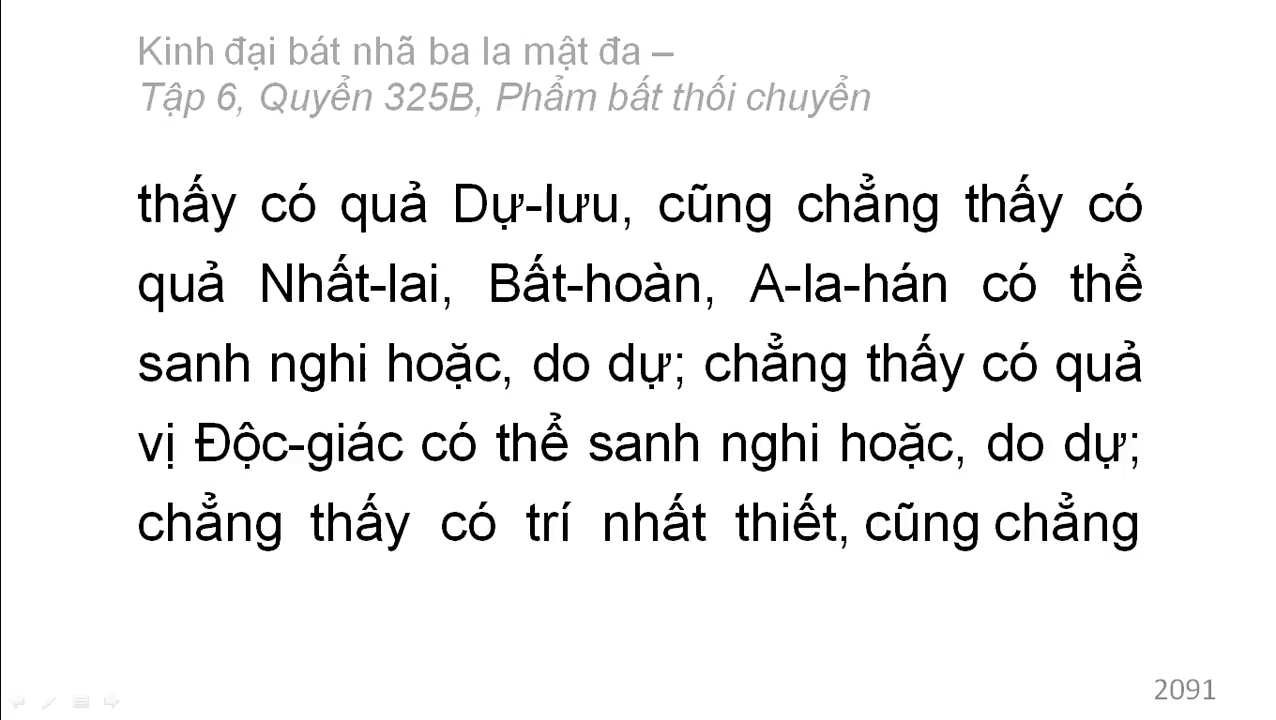 Kinh đại bát nhã ba la mật đa –
Tập 6, Quyển 325B, Phẩm bất thối chuyển
thấy có quả Dự-lưu, cũng chẳng thấy có
quả Nhất-lai, Bất-hoàn, A-la-hán có thể
sanh nghi hoặc, do dự; chẳng thấy có quả
vị Độc-giác có thể sanh nghi hoặc, do dự;
chẳng thấy có trí nhất thiết, cũng chẳng
2091